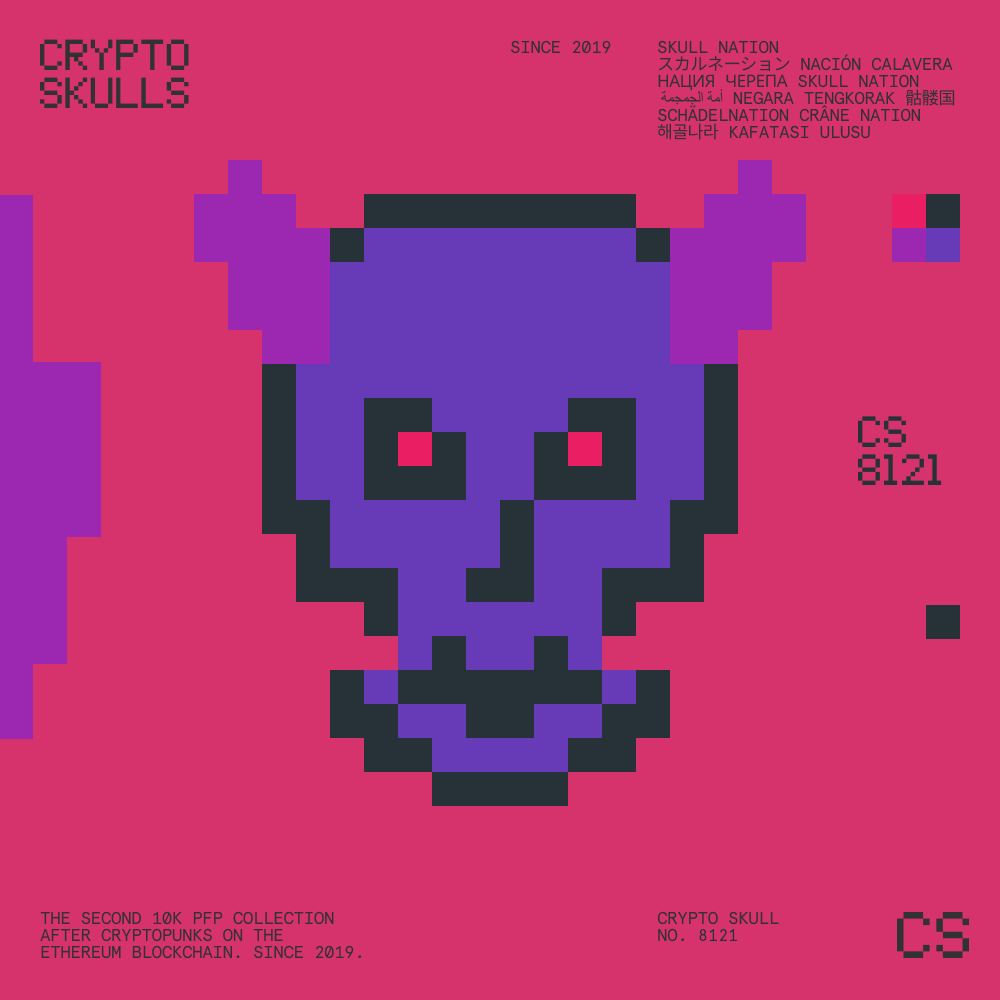 CRYPTO
SKULLS
SINCE 2019
SKULL NATION
スカルネーション NACIÓN CALAVERA
НАЦИЯ ЧЕРЕПА SKULL NATION
أمة الجمجمة NEGARA TENGKORAK 骷髅国
SCHÄDELNATION CRÂNE NATION
해골나라 KAFATASI ULUSU
CS
8121
THE SECOND 10K PFP COLLECTION
AFTER CRYPTOPUNKS ON THE
ETHEREUM BLOCKCHAIN. SINCE 2019.
CRYPTO SKULL
NO. 8121
CS